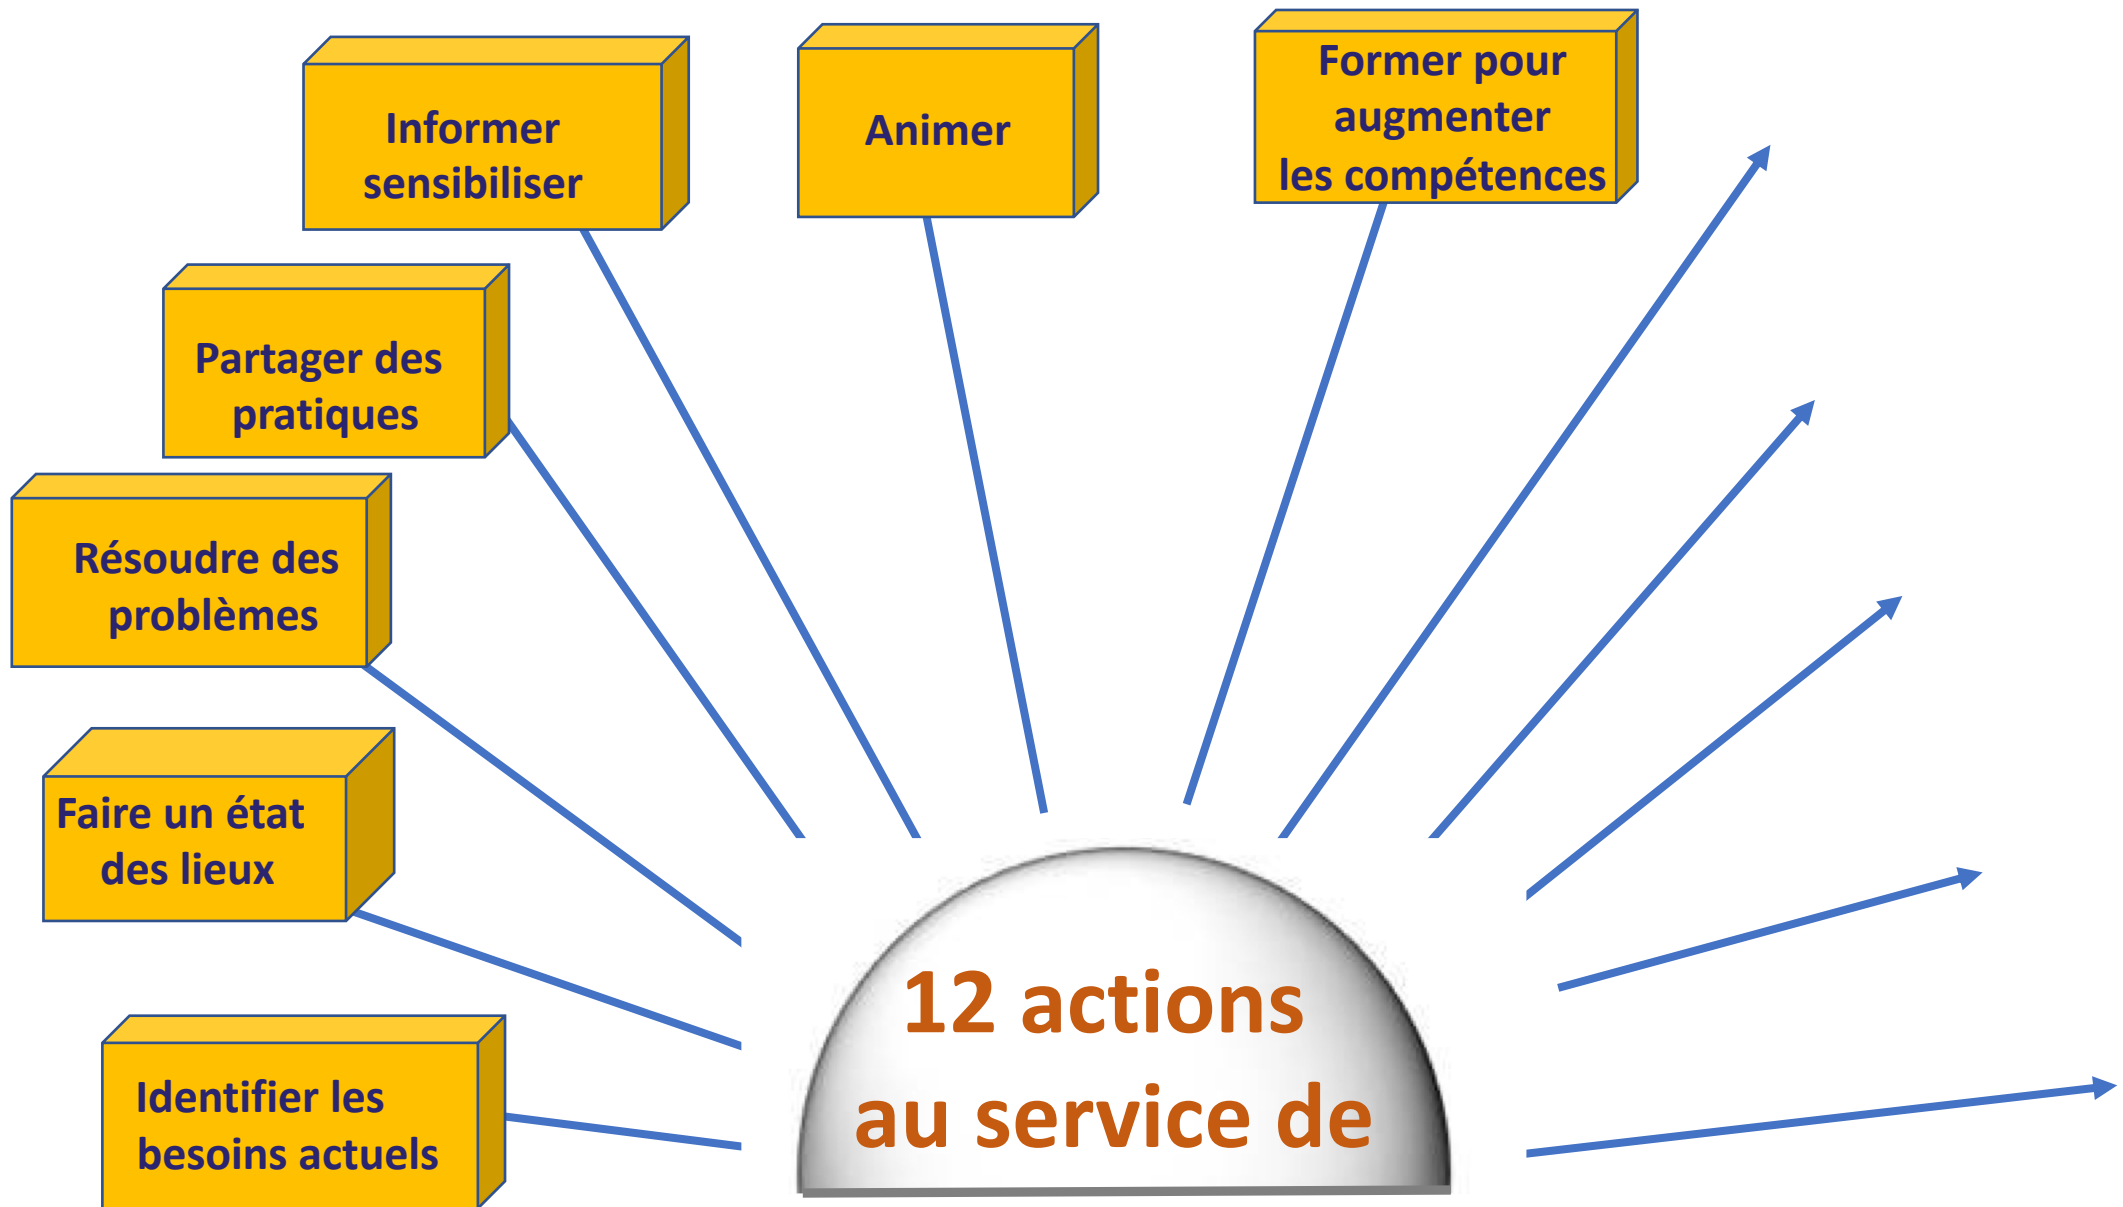 Informer
sensibiliser
Animer
Former pour
augmenter
les compétences
Partager des
pratiques
Résoudre des
problèmes
Faire un état
des lieux
Identifier les
besoins actuels
12 actions
au service de